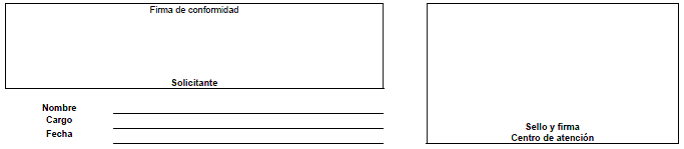 Firma de conformidad
Solicitante
Nombre
Cargo
Fecha
Sello y firma
Centro de atención